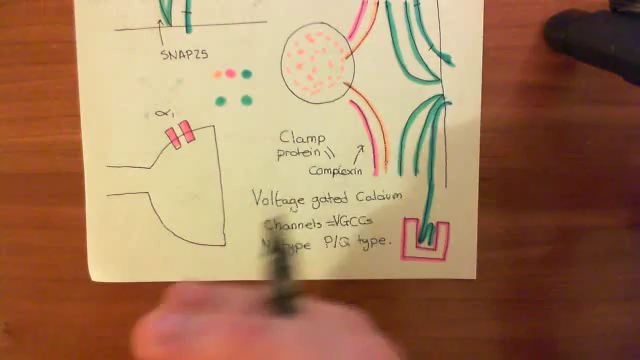 SNAP25
α₁
Clamp
protein
Complexin
Voltage gated Calcium
Channels = VGCCs
N type P/Q type.